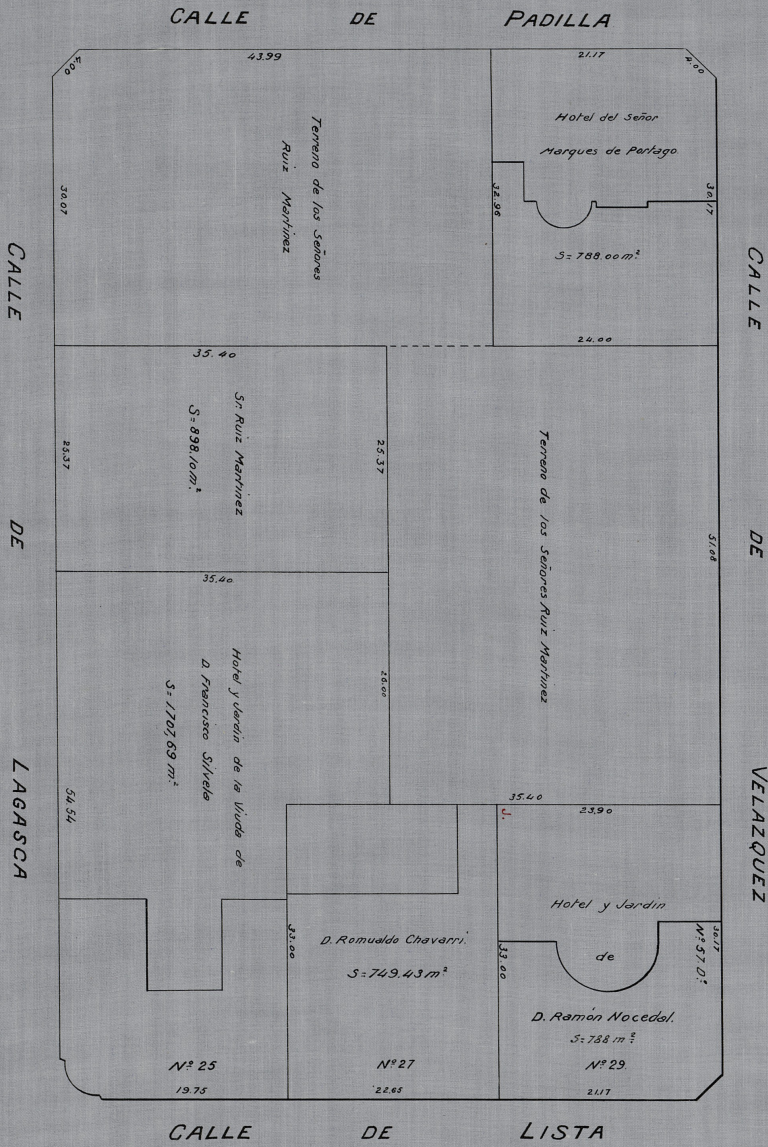 CALLE DE PADILLA
4.00
43.99
21.17
4.00
Hotel del Señor
Marques de Portago
S=788.00 m²
30.07
32.96
30.17
24.00
Terreno de los Señores
Ruiz Martinez
CALLE DE LAGASCA
CALLE DE VELAZQUEZ
35.40
Sr. Ruiz Martinez
S=898.10 m²
25.37
25.37
35.40
Terreno de los Señores Ruiz Martinez
51.08
Hotel y Jardin de la Viuda de
D. Francisco Silvela
S=1.707,69 m²
26.00
54.54
35.40
J.
23,90
Hotel y Jardin
de
D. Ramón Nocedal.
S=788 m²
Nº 29.
21.17
30.17
Nº 57. Dº
33.00
33.00
D. Romualdo Chavarri.
S=749.43 m²
Nº 27
22.65
Nº 25
19.75
CALLE DE LISTA